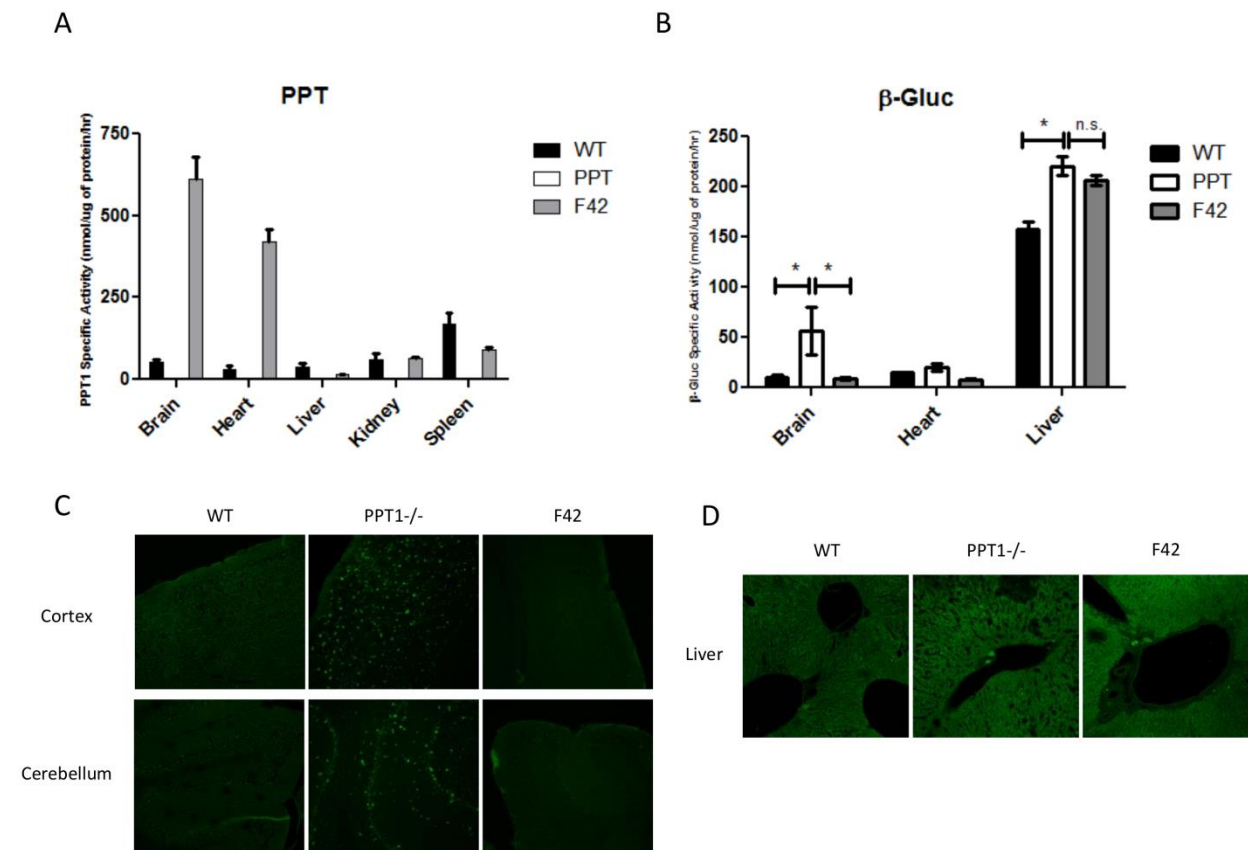 A
PPT
PPT1 Specific Activity (nmol/ug of protein/hr)
750
500
250
0
Brain
Heart
Liver
Kidney
Spleen
WT
PPT
F42
B
β-Gluc
β-Gluc Specific Activity (nmol/ug of protein/hr)
250
200
150
100
50
0
* *
* n.s.
Brain
Heart
Liver
WT
PPT
F42
C
WT PPT1-/- F42
Cortex
Cerebellum
D
WT PPT1-/- F42
Liver